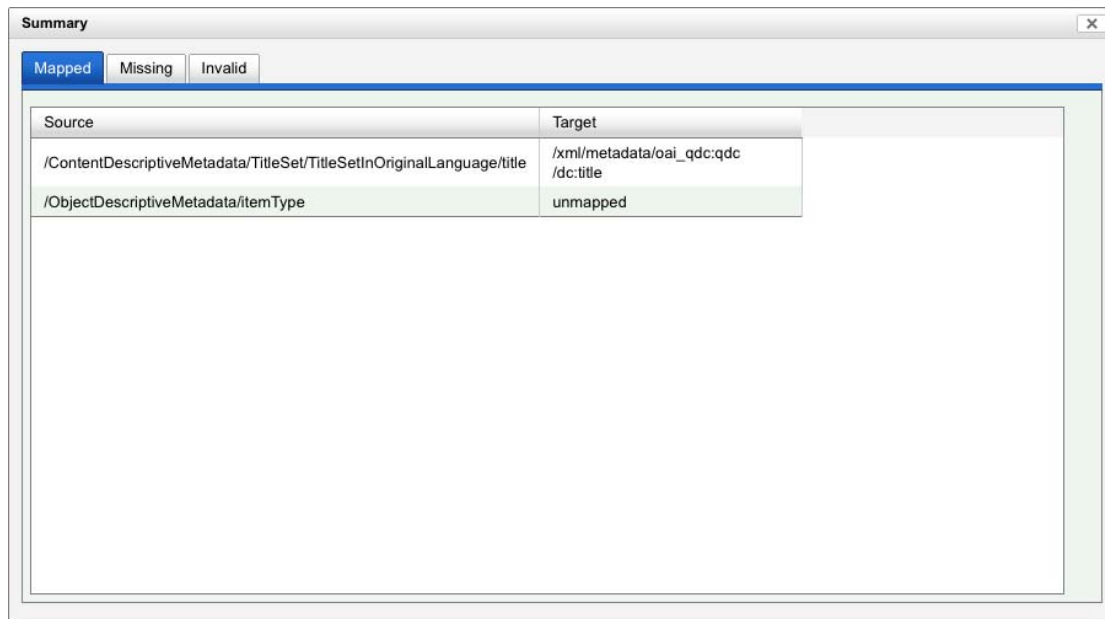 Summary
Mapped Missing Invalid
Source Target
/ContentDescriptiveMetadata/TitleSet/TitleSetInOriginalLanguage/title
/xml/metadata/oai_qdc:qdc
/dc:title
/ObjectDescriptiveMetadata/itemType unmapped